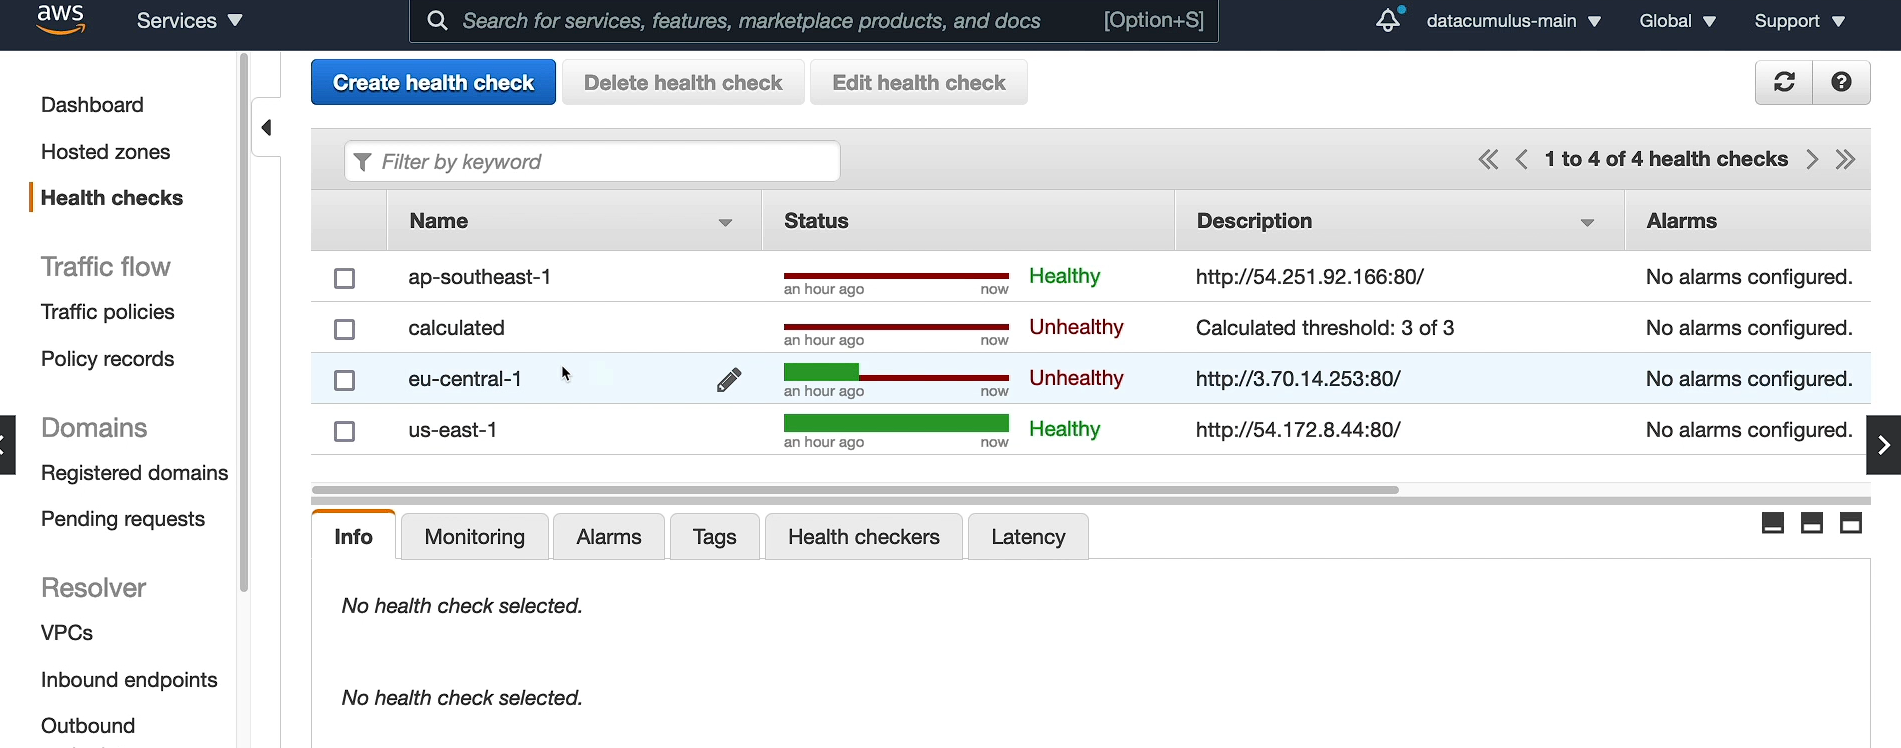 aws
Services
Search for services, features, marketplace products, and docs
[Option+S]
datacumulus-main
Global
Support
Dashboard
Hosted zones
Health checks
Traffic flow
Traffic policies
Policy records
Domains
Registered domains
Pending requests
Resolver
VPCs
Inbound endpoints
Outbound
Create health check
Delete health check
Edit health check
Filter by keyword
1 to 4 of 4 health checks
Name Status Description Alarms
ap-southeast-1 Healthy http://54.251.92.166:80/ No alarms configured.
an hour ago now
calculated Unhealthy Calculated threshold: 3 of 3 No alarms configured.
an hour ago now
eu-central-1 Unhealthy http://3.70.14.253:80/ No alarms configured.
an hour ago now
us-east-1 Healthy http://54.172.8.44:80/ No alarms configured.
an hour ago now
Info Monitoring Alarms Tags Health checkers Latency
No health check selected.
No health check selected.